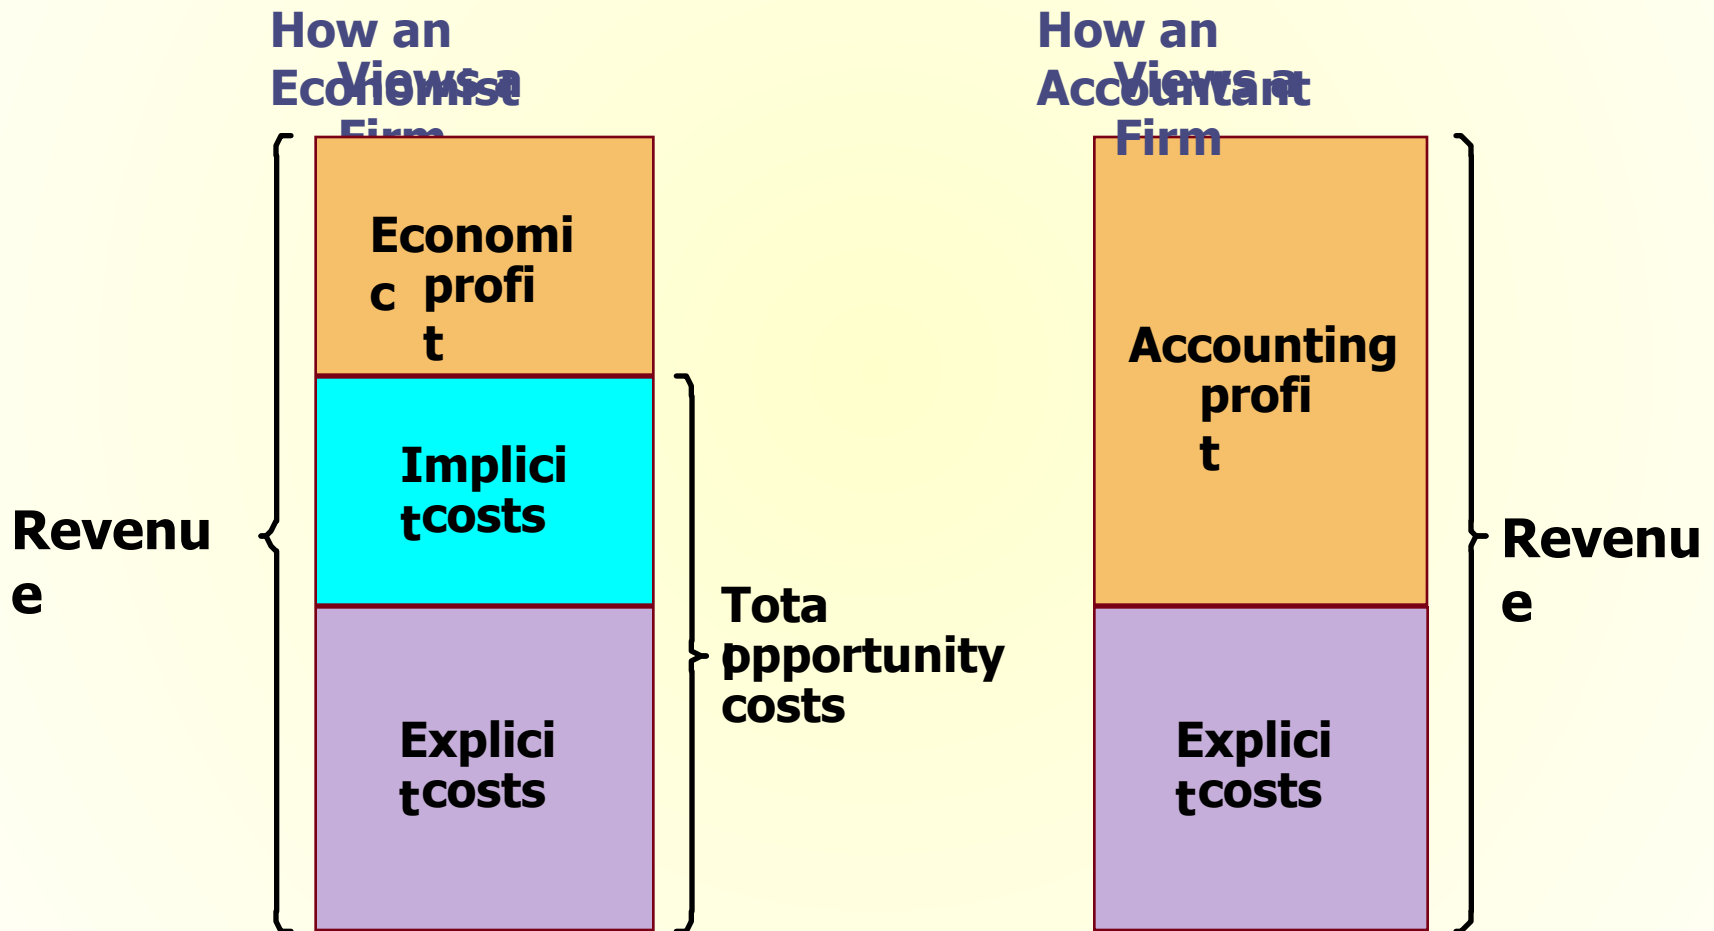 How an
Economist
Views a
Firm
How an
Accountant
Views a
Firm
Economi
c
profi
t
Implici
t
costs
Explici
t
costs
Revenu
e
Tota
l
opportunity
costs
Accounting
profi
t
Explici
t
costs
Revenu
e